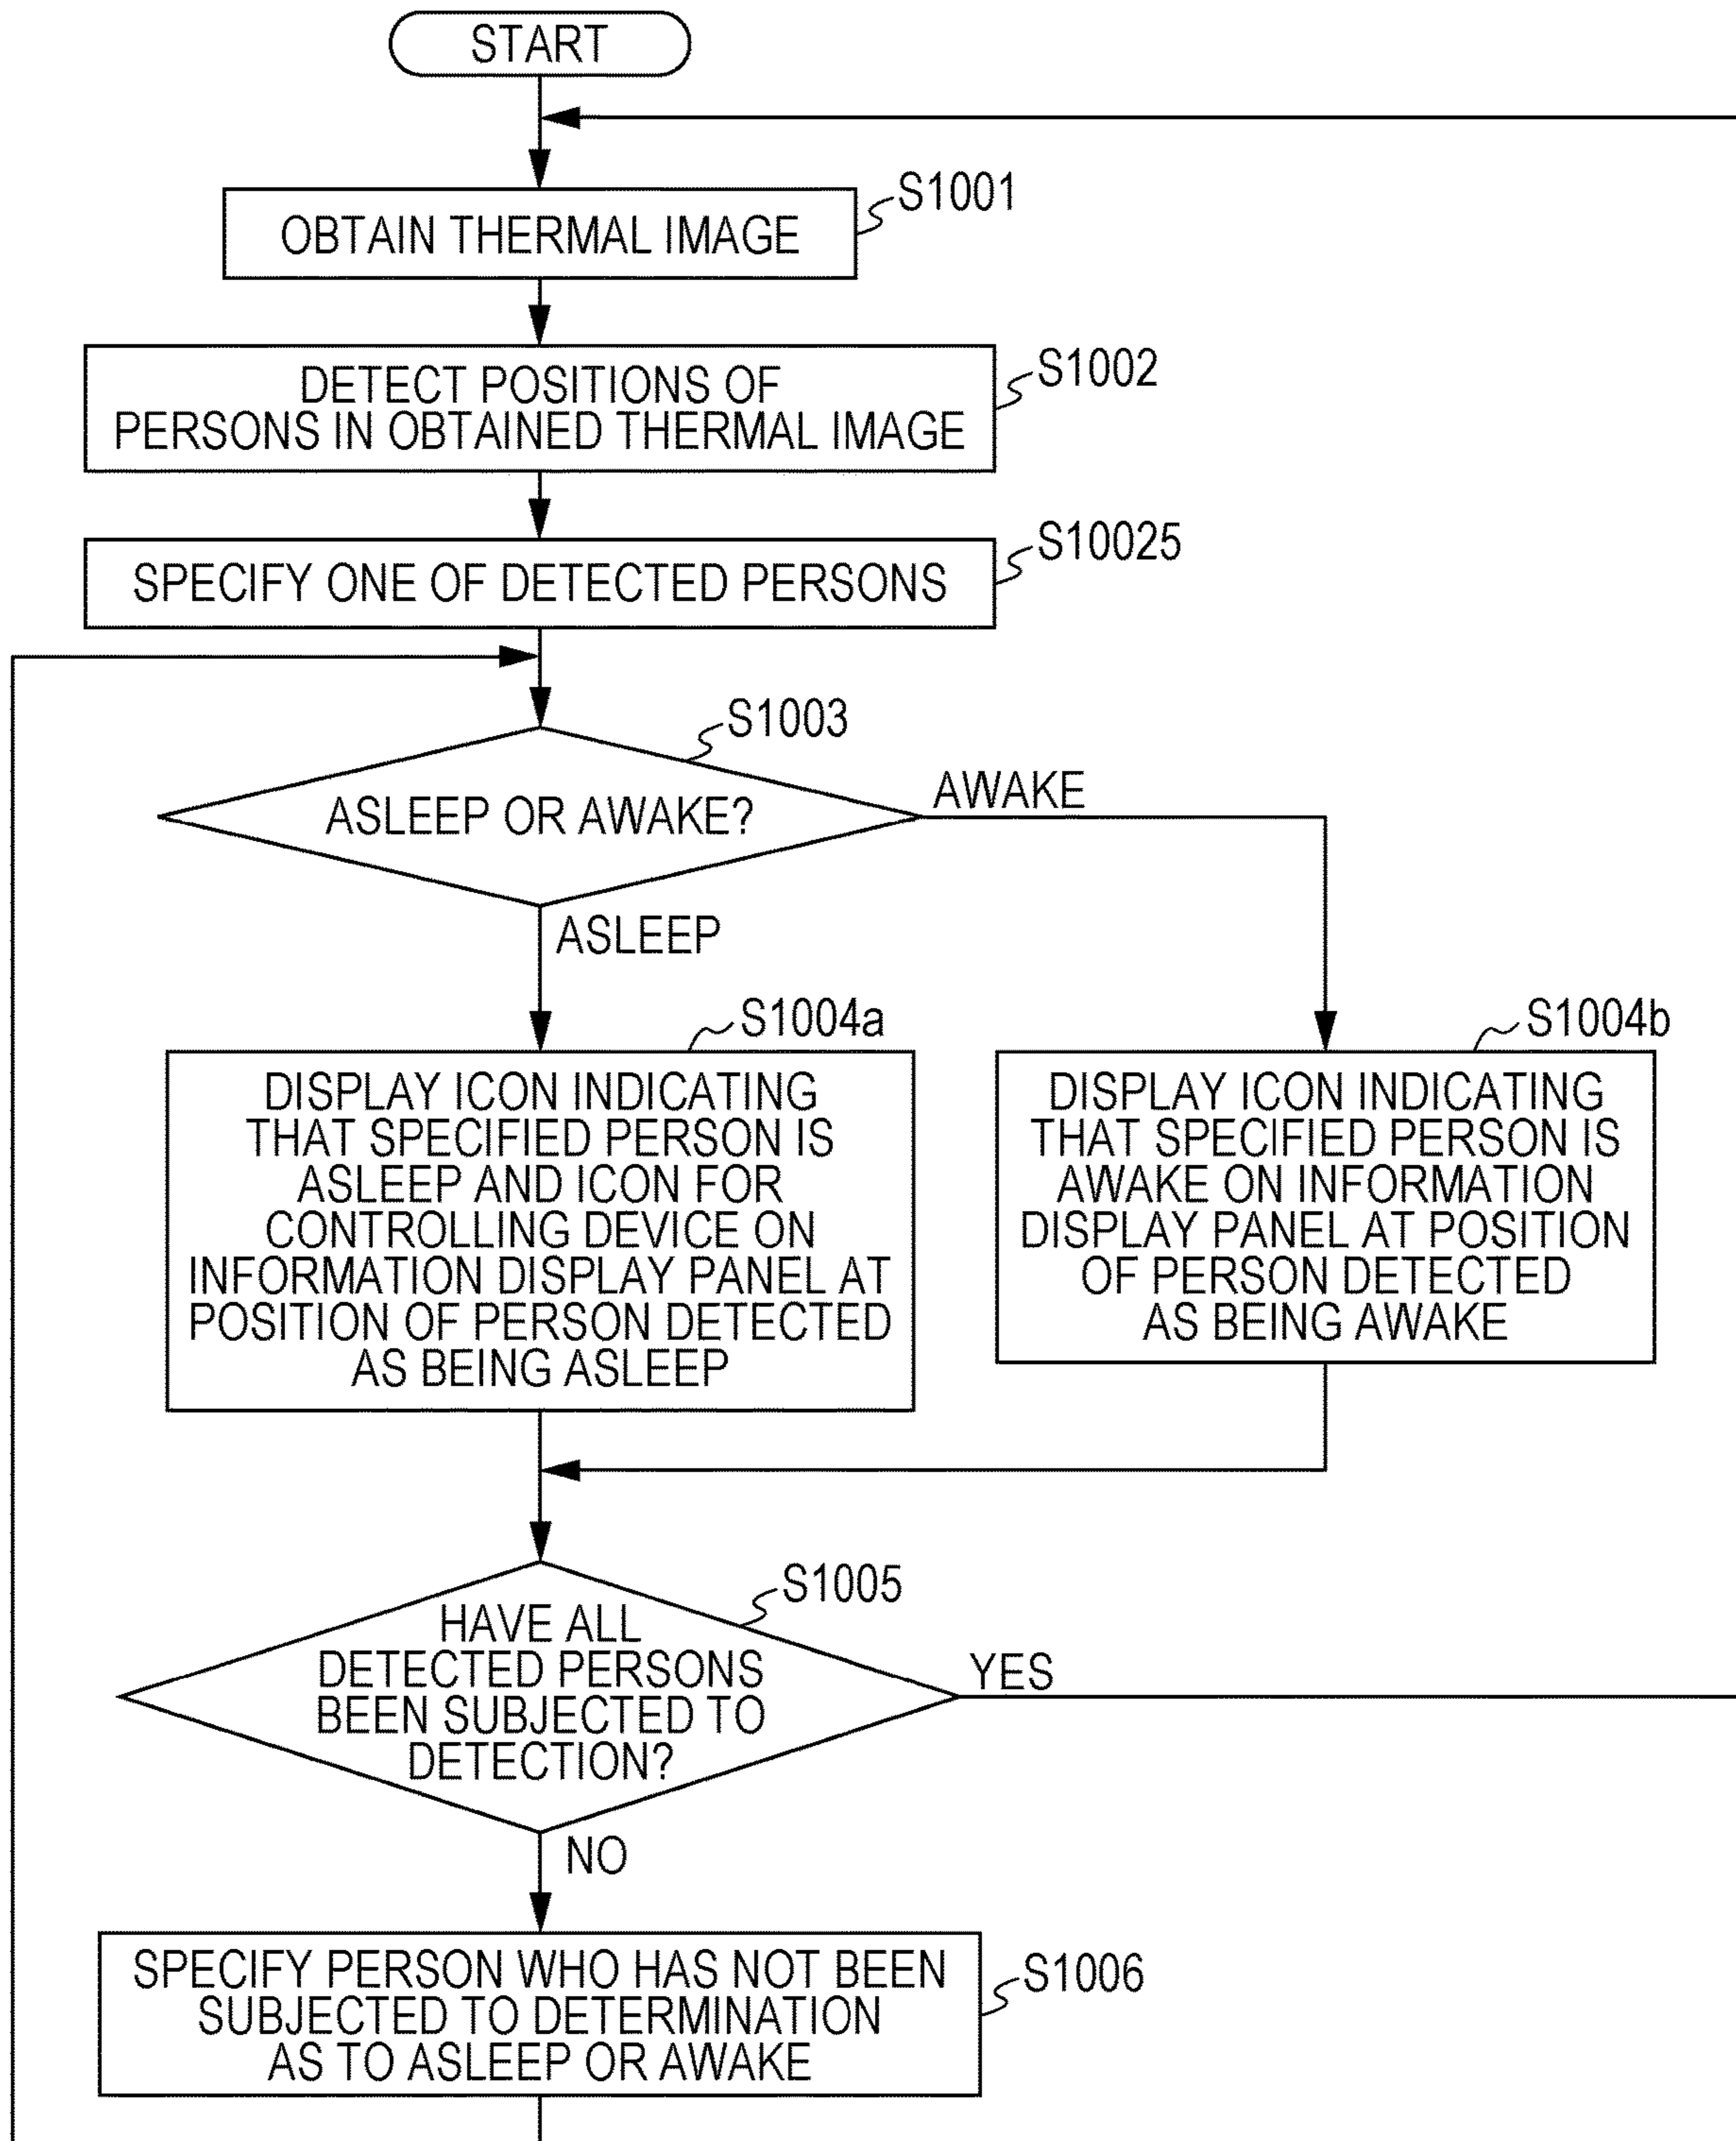 START
S1001
OBTAIN THERMAL IMAGE
S1002
DETECT POSITIONS OF
PERSONS IN OBTAINED THERMAL IMAGE
S10025
SPECIFY ONE OF DETECTED PERSONS
S1003
ASLEEP OR AWAKE?
AWAKE
ASLEEP
S1004a
DISPLAY ICON INDICATING
THAT SPECIFIED PERSON IS
ASLEEP AND ICON FOR
CONTROLLING DEVICE ON
INFORMATION DISPLAY PANEL AT
POSITION OF PERSON DETECTED
AS BEING ASLEEP
S1004b
DISPLAY ICON INDICATING
THAT SPECIFIED PERSON IS
AWAKE ON INFORMATION
DISPLAY PANEL AT POSITION
OF PERSON DETECTED
AS BEING AWAKE
S1005
HAVE ALL
DETECTED PERSONS
BEEN SUBJECTED TO
DETECTION?
YES
NO
S1006
SPECIFY PERSON WHO HAS NOT BEEN
SUBJECTED TO DETERMINATION
AS TO ASLEEP OR AWAKE